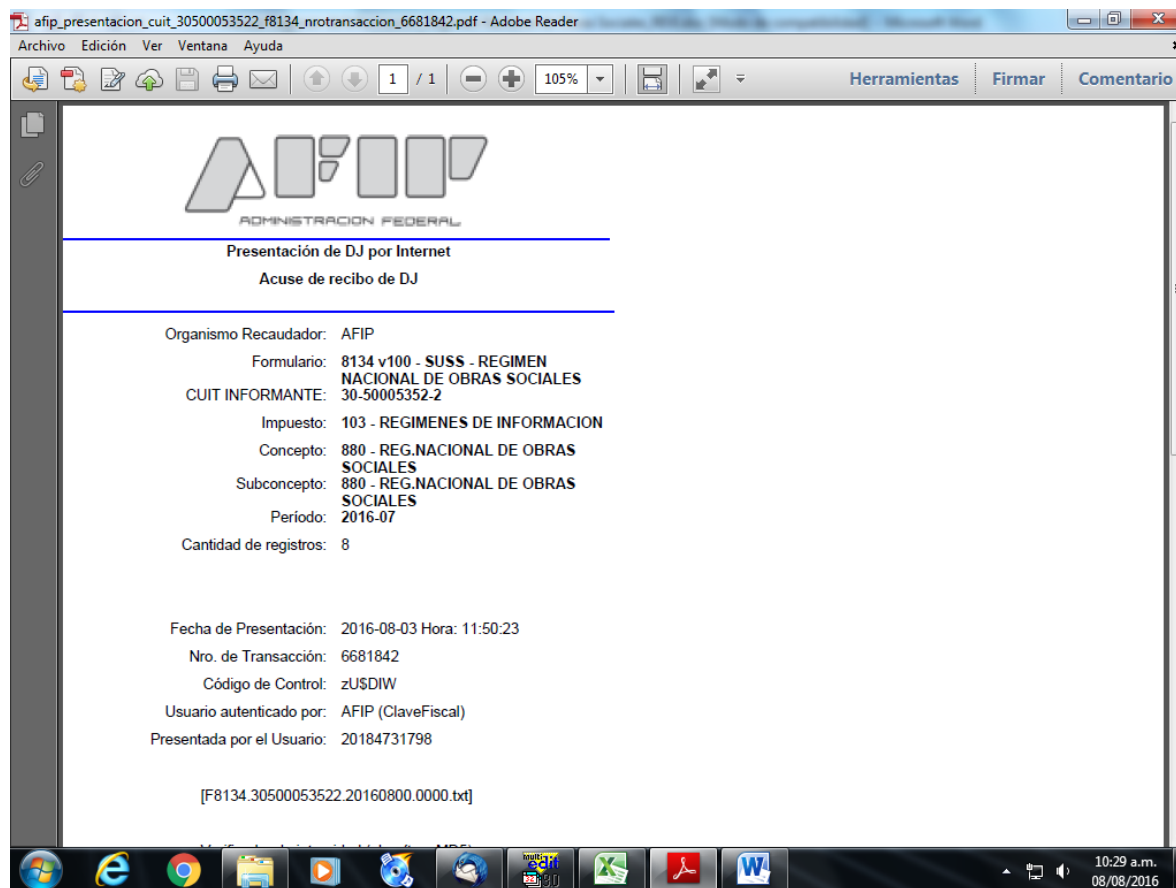 afip_presentacion_cuit_30500053522_f8134_nrotransaccion_6681842.pdf - Adobe Reader
Archivo Edición Ver Ventana Ayuda
1 / 1 105% Herramientas Firmar Comentario
AFIP
ADMINISTRACION FEDERAL
Presentación de DJ por Internet
Acuse de recibo de DJ
Organismo Recaudador: AFIP
Formulario: 8134 v100 - SUSS - REGIMEN
NACIONAL DE OBRAS SOCIALES
CUIT INFORMANTE: 30-50005352-2
Impuesto: 103 - REGIMENES DE INFORMACION
Concepto: 880 - REG.NACIONAL DE OBRAS
SOCIALES
Subconcepto: 880 - REG.NACIONAL DE OBRAS
SOCIALES
Período: 2016-07
Cantidad de registros: 8
Fecha de Presentación: 2016-08-03 Hora: 11:50:23
Nro. de Transacción: 6681842
Código de Control: zU$DIW
Usuario autenticado por: AFIP (ClaveFiscal)
Presentada por el Usuario: 20184731798
[F8134.30500053522.20160800.0000.txt]
10:29 a.m.
08/08/2016